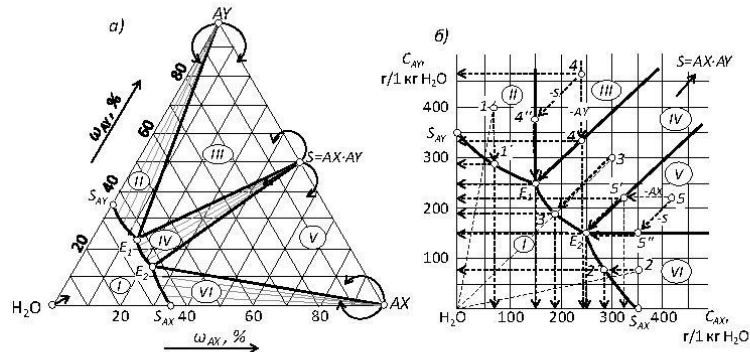 а)
AY
80
ω_AY, %
60
III
S=AX·AY
40
II
S_AY
20
E₁
IV
V
E₂
I
VI
H₂O
AX
20
40
S_AX
60
80
ω_AX, %
б)
C_AY,
г/1 кг H₂O
S=AX·AY
4
II
III
-S
400
1
4''
-AY
IV
S_AY
4'
300
1'
3
V
E₁
5'
-AX
5
200
3'
-S
E₂
5''
I
100
2'
2
VI
H₂O
100
200
300
S_AX
400
C_AX,
г/1 кг H₂O